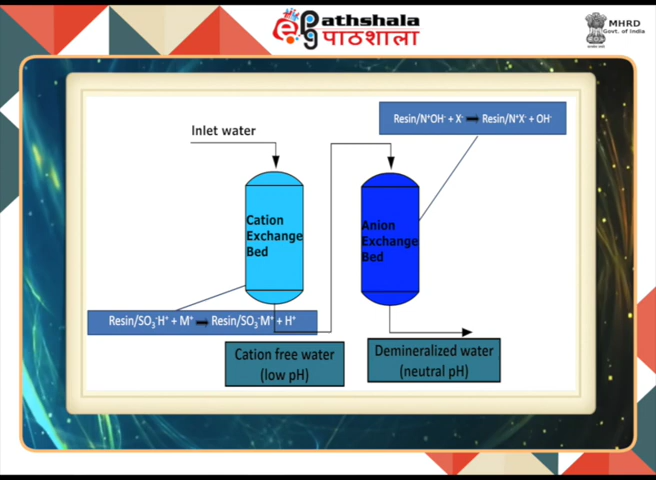 ePGpathshala
पाठशाला
MHRD
Govt. of India
Resin/N⁺OH⁻ + X⁻ ➡ Resin/N⁺X⁻ + OH⁻
Inlet water
Cation
Exchange
Bed
Anion
Exchange
Bed
Resin/SO₃⁻H⁺ + M⁺ ➡ Resin/SO₃⁻M⁺ + H⁺
Cation free water
(low pH)
Demineralized water
(neutral pH)